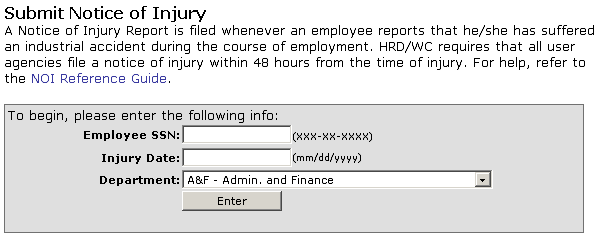 Submit Notice of Injury
A Notice of Injury Report is filed whenever an employee reports that he/she has suffered
an industrial accident during the course of employment. HRD/WC requires that all user
agencies file a notice of injury within 48 hours from the time of injury. For help, refer to
the NOI Reference Guide.
To begin, please enter the following info:
Employee SSN: (xxx-xx-xxxx)
Injury Date: (mm/dd/yyyy)
Department: A&F - Admin. and Finance
Enter